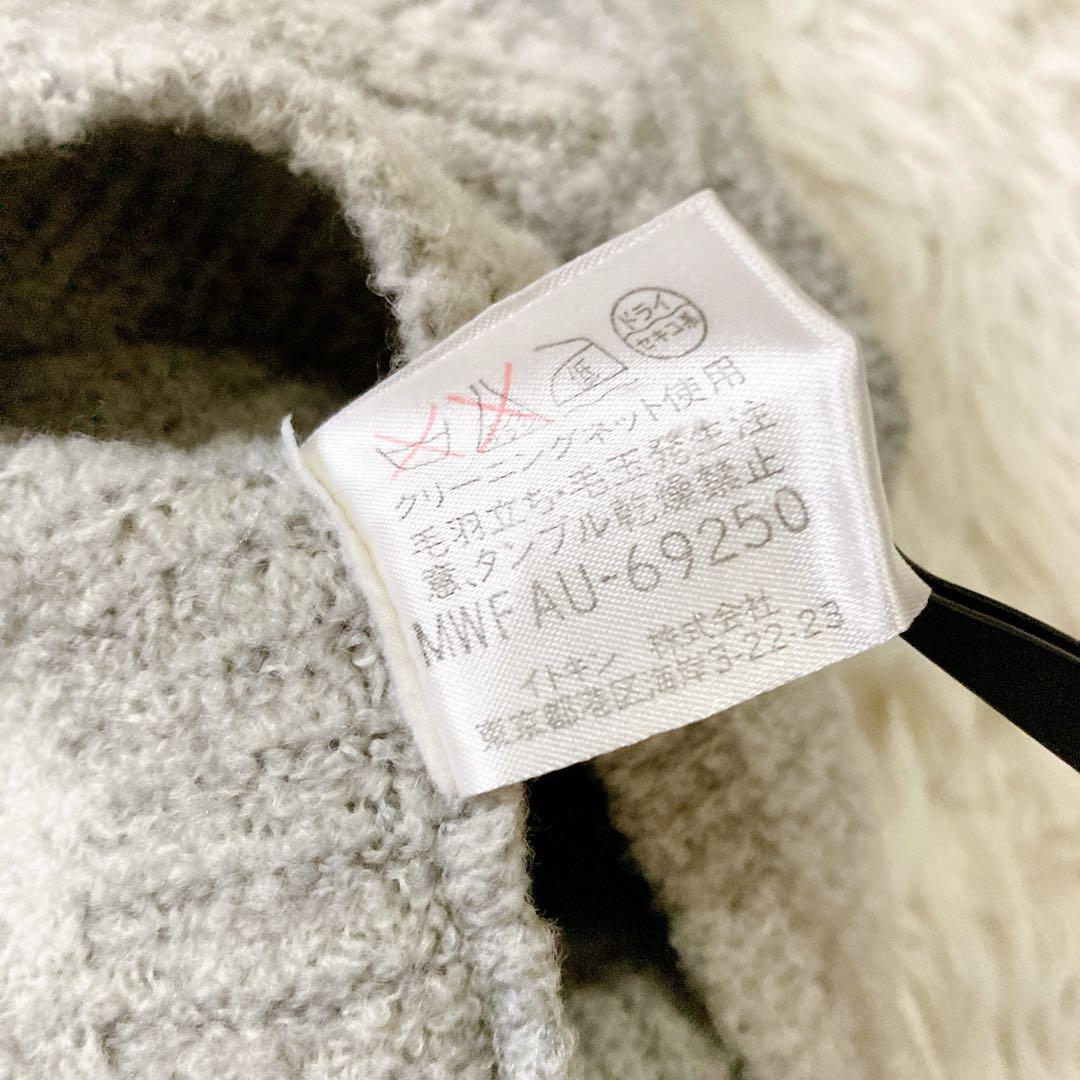 ドライ
セキユ系
低
クリーニングネット使用
毛羽立ち・毛玉発生注
意、タンブル乾燥禁止
MWF AU-69250
イトキン 株式会社
東京都港区海岸3-22-23